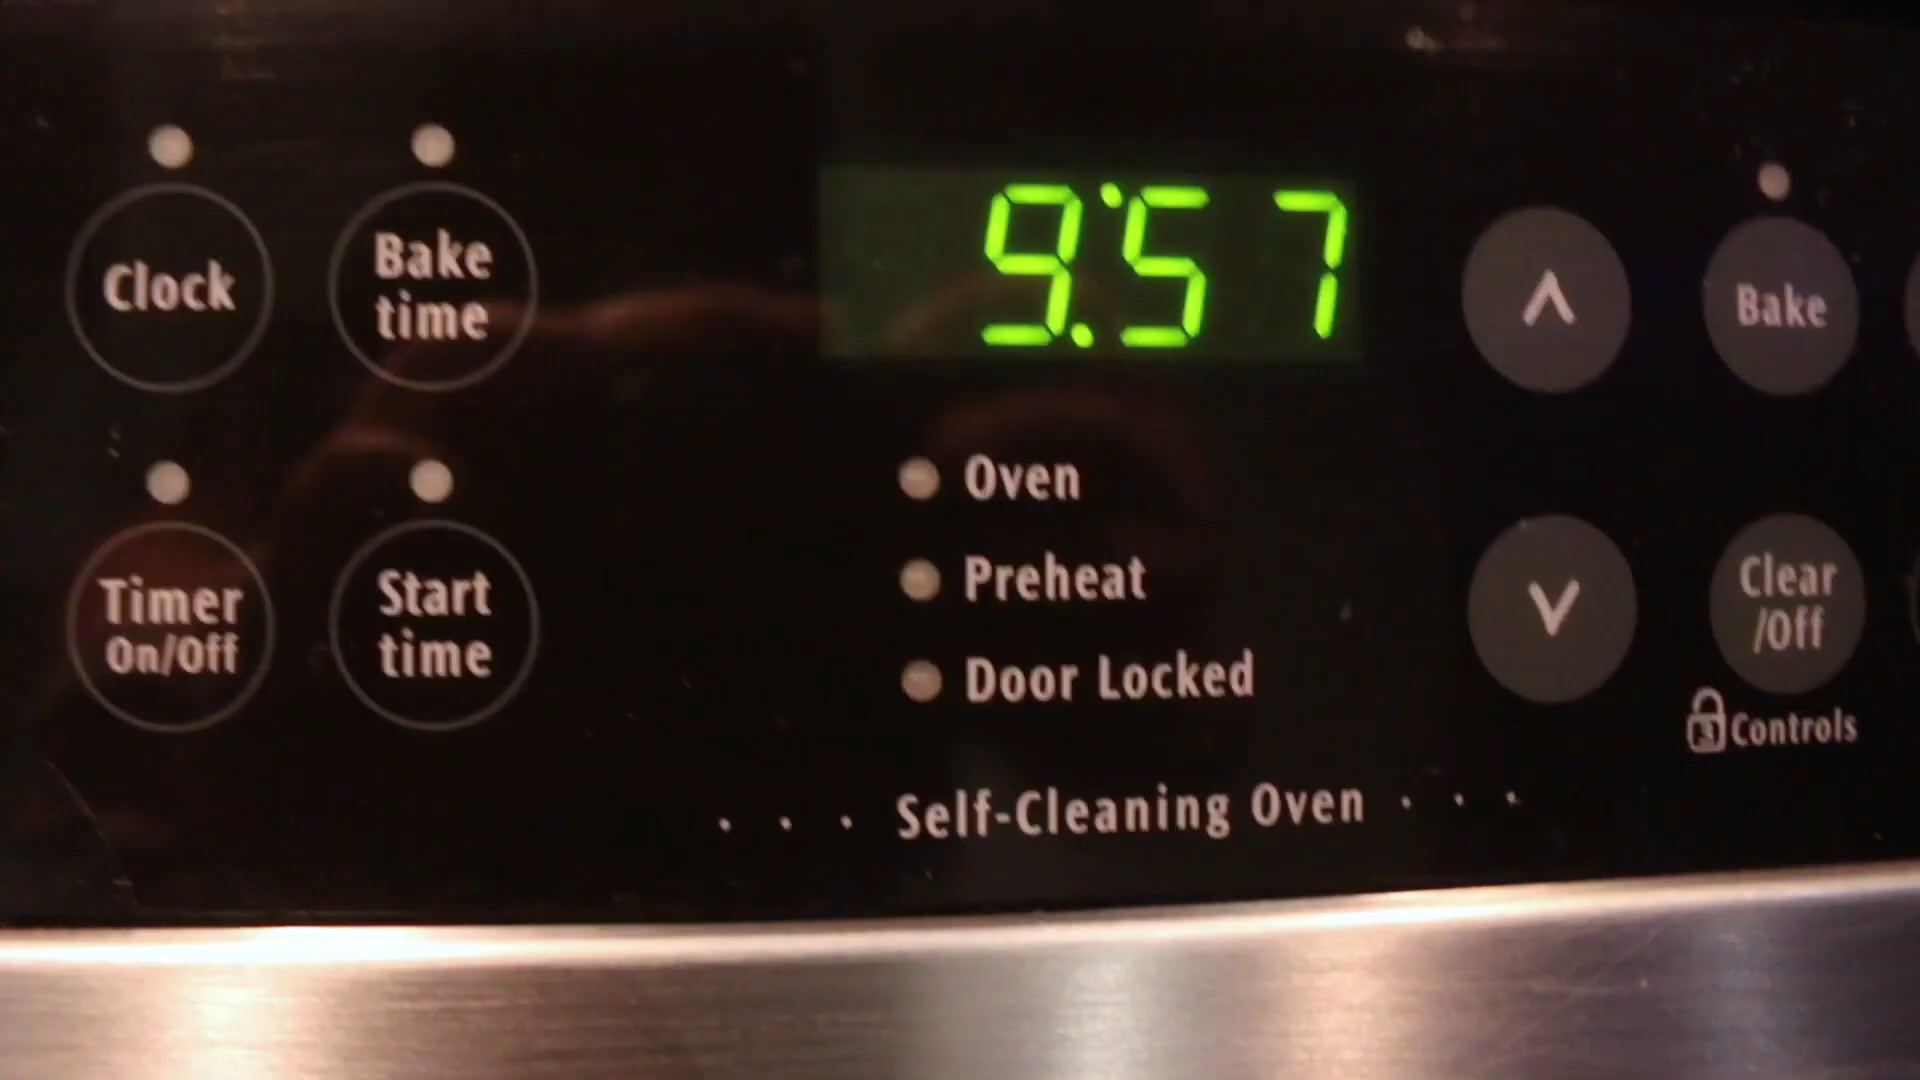 Clock
Bake
time
9:57
Bake
Timer
On/Off
Start
time
Oven
Preheat
Door Locked
Clear
/Off
Controls
Self-Cleaning Oven